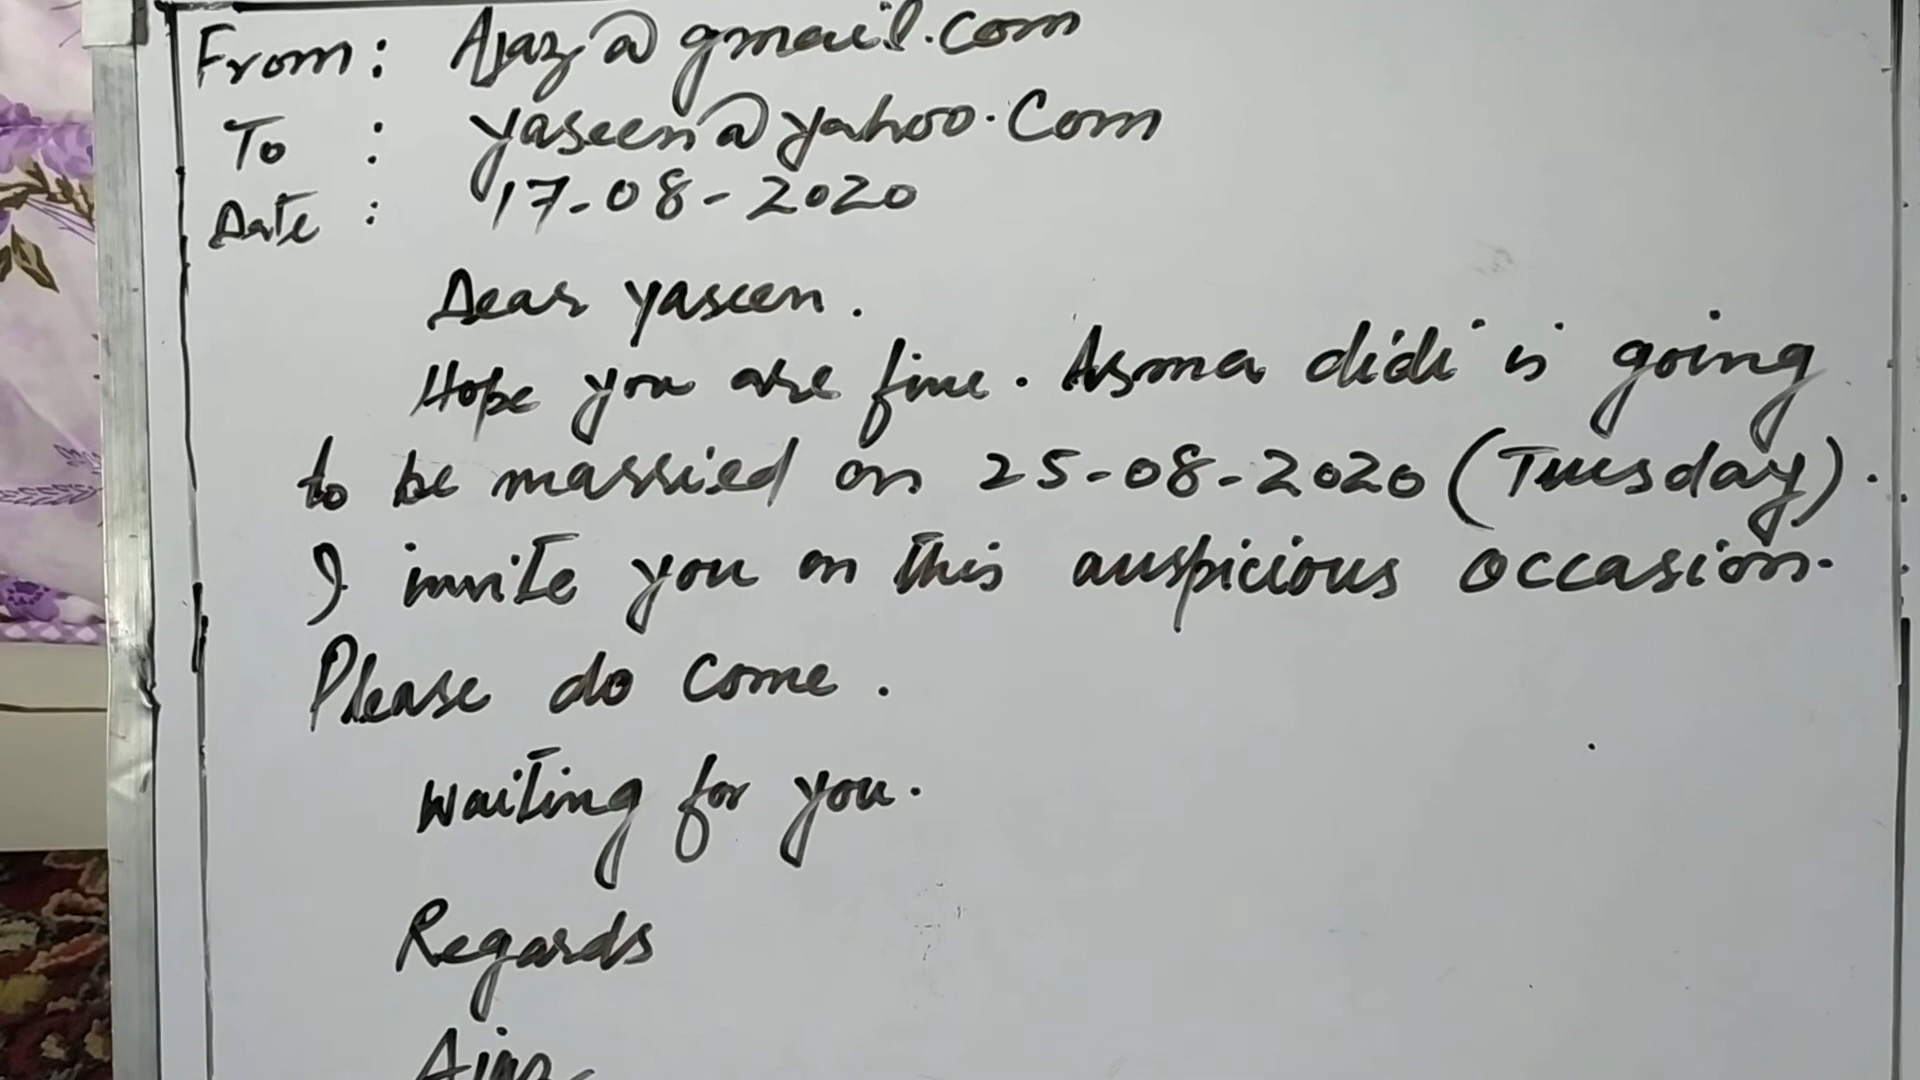 From: Ajaz@gmail.com
To : yaseen@yahoo.Com
Date : 17-08-2020
Dear yaseen.
Hope you are fine. Asma didi is going
to be married on 25-08-2020 (Tuesday).
I invite you on this auspicious occasion.
Please do come.
Waiting for you.
Regards
Ajaz